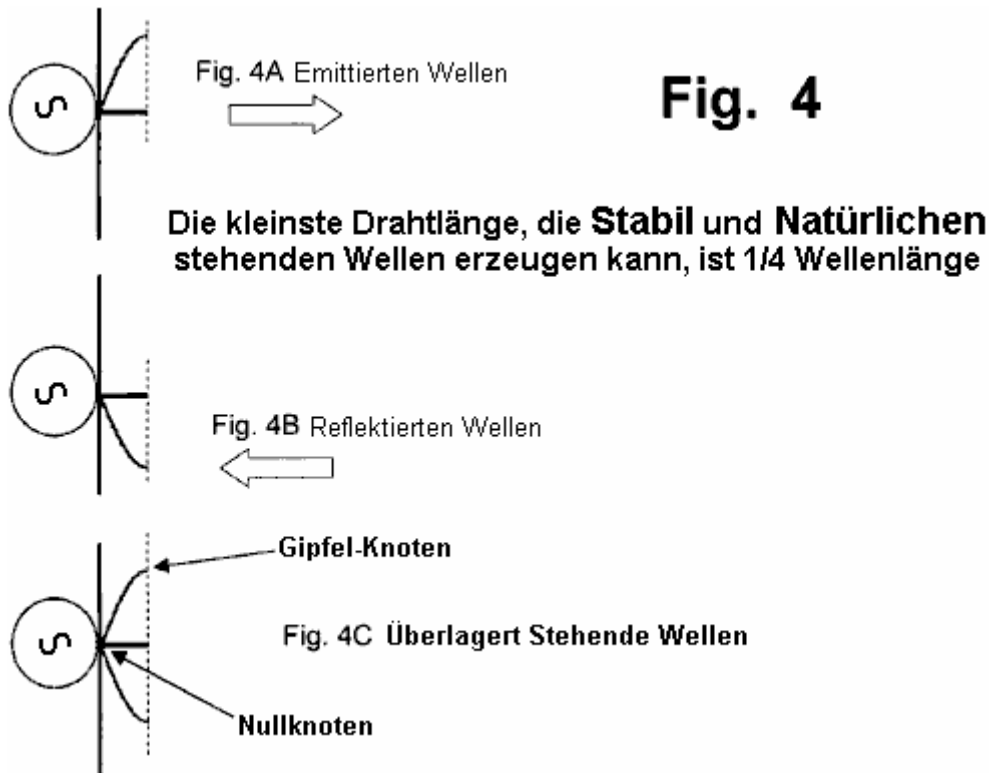 Fig. 4A Emittierten Wellen
Fig. 4
Die kleinste Drahtlänge, die Stabil und Natürlichen
stehenden Wellen erzeugen kann, ist 1/4 Wellenlänge
Fig. 4B Reflektierten Wellen
Gipfel-Knoten
Fig. 4C Überlagert Stehende Wellen
Nullknoten